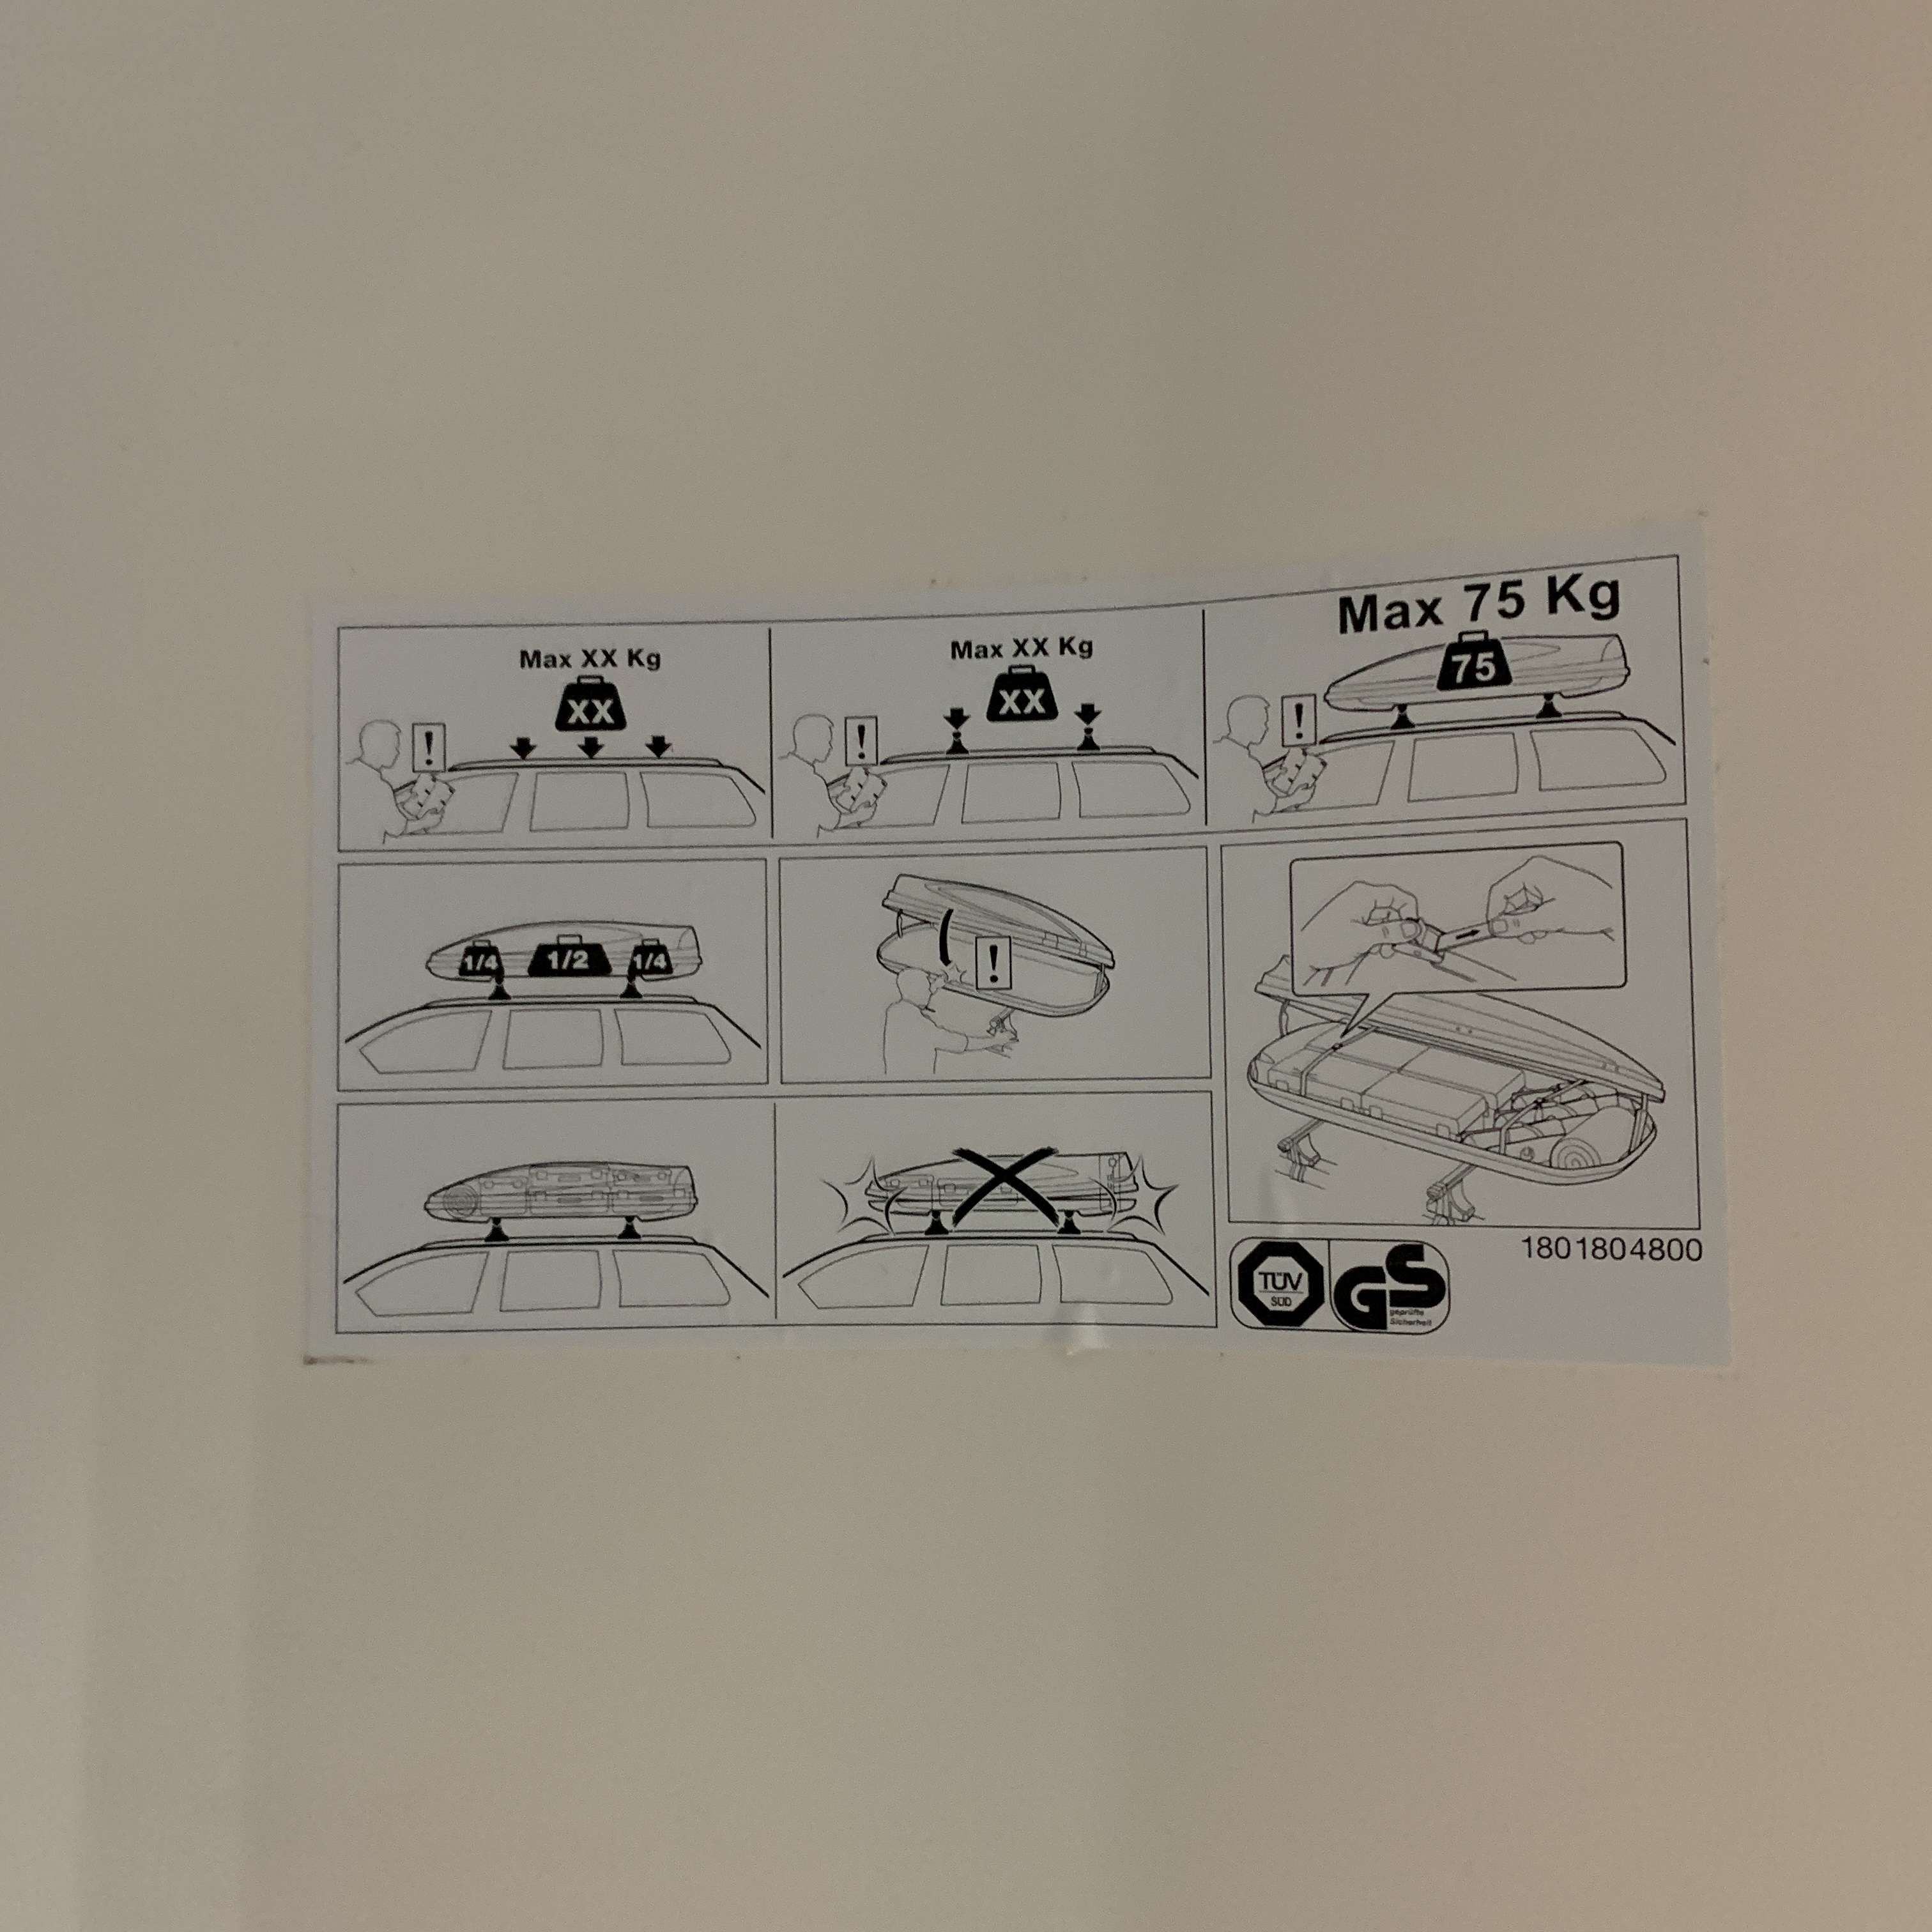 Max XX Kg
XX
!
Max XX Kg
XX
!
Max 75 Kg
75
!
1/4 1/2 1/4
!
1801804800
TÜV
SÜD
GS
geprüfte
Sicherheit